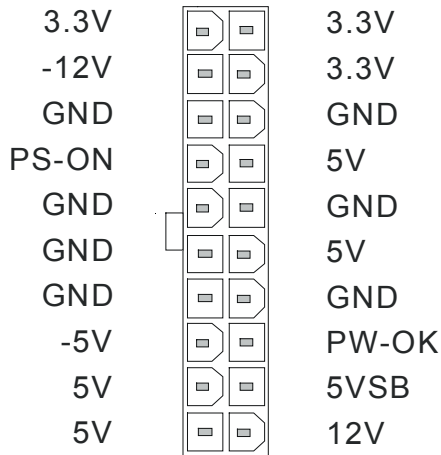 3.3V 3.3V
-12V 3.3V
GND GND
PS-ON 5V
GND GND
GND 5V
GND GND
-5V PW-OK
5V 5VSB
5V 12V